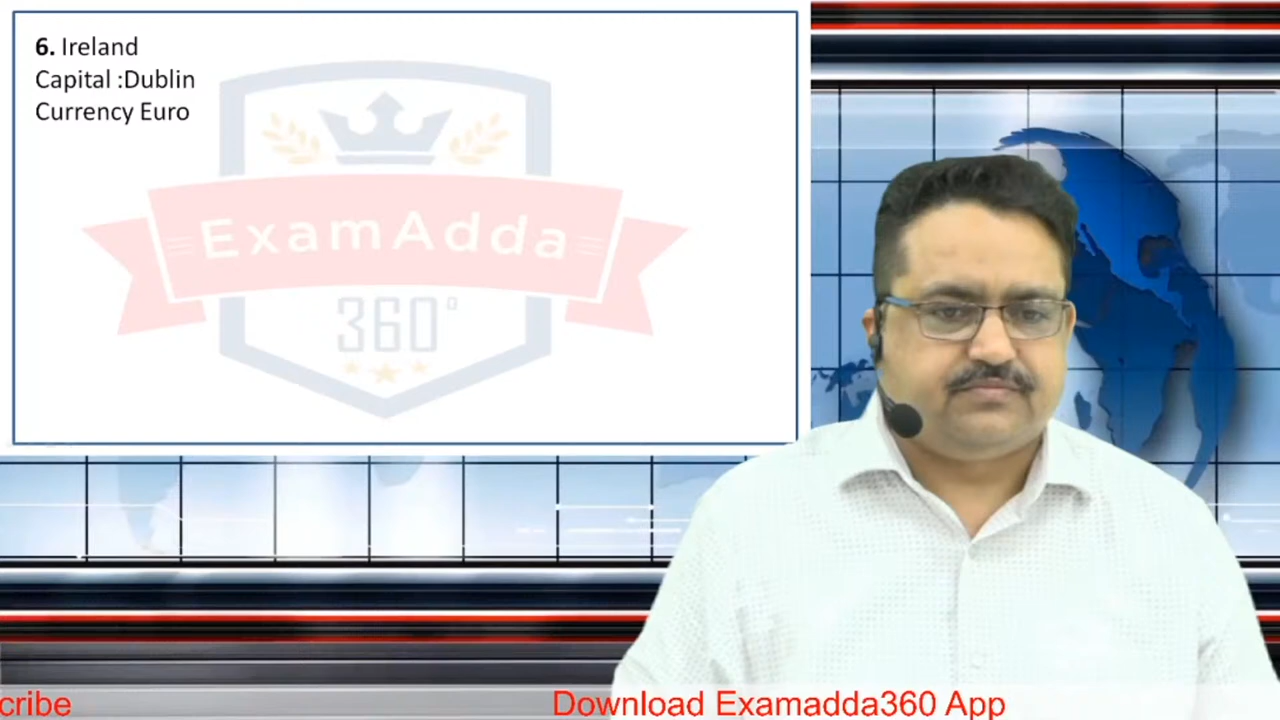 6. Ireland
Capital :Dublin
Currency Euro
ExamAdda
360°
cribe
Download Examadda360 App